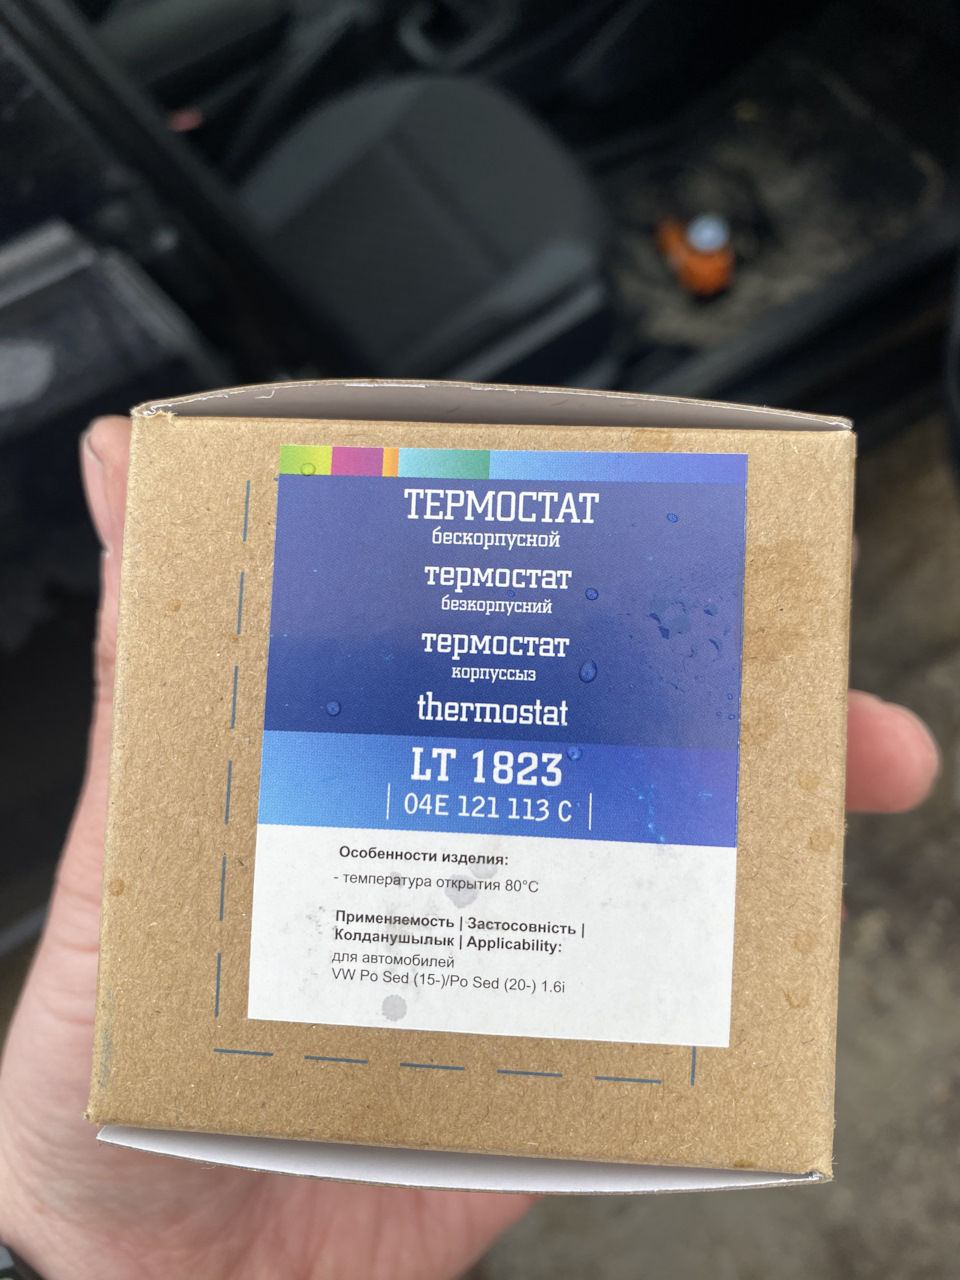 ТЕРМОСТАТ
бескорпусной
термостат
безкорпусний
термостат
корпуссыз
thermostat
LT 1823
04E 121 113 C
Особенности изделия:
- температура открытия 80°C
Применяемость | Застосовність |
Колданушылык | Applicability:
для автомобилей
VW Po Sed (15-)/Po Sed (20-) 1.6i